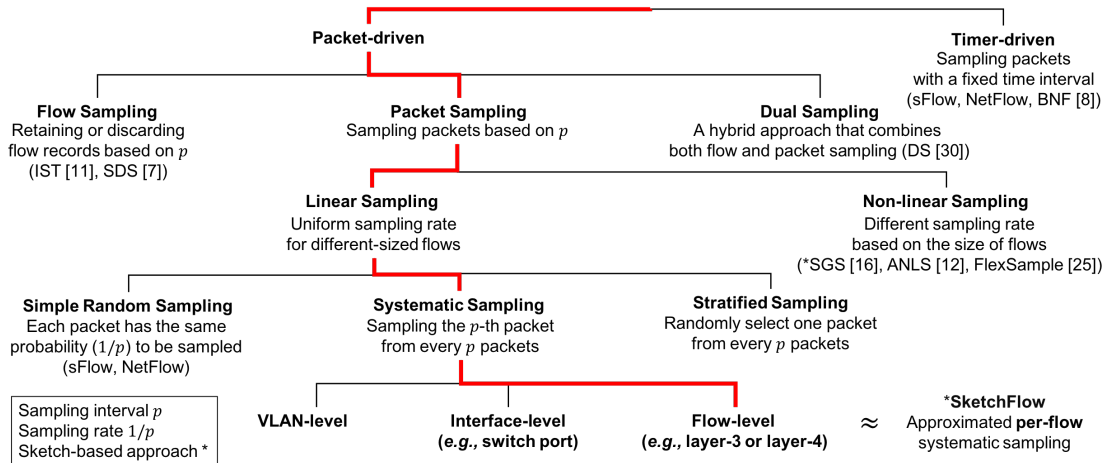 Packet-driven
Timer-driven
Sampling packets
with a fixed time interval
(sFlow, NetFlow, BNF [8])
Flow Sampling
Retaining or discarding
flow records based on p
(IST [11], SDS [7])
Packet Sampling
Sampling packets based on p
Dual Sampling
A hybrid approach that combines
both flow and packet sampling (DS [30])
Linear Sampling
Uniform sampling rate
for different-sized flows
Non-linear Sampling
Different sampling rate
based on the size of flows
(*SGS [16], ANLS [12], FlexSample [25])
Simple Random Sampling
Each packet has the same
probability (1/p) to be sampled
(sFlow, NetFlow)
Systematic Sampling
Sampling the p-th packet
from every p packets
Stratified Sampling
Randomly select one packet
from every p packets
Sampling interval p
Sampling rate 1/p
Sketch-based approach *
VLAN-level
Interface-level
(e.g., switch port)
Flow-level
(e.g., layer-3 or layer-4)
≈
*SketchFlow
Approximated per-flow
systematic sampling